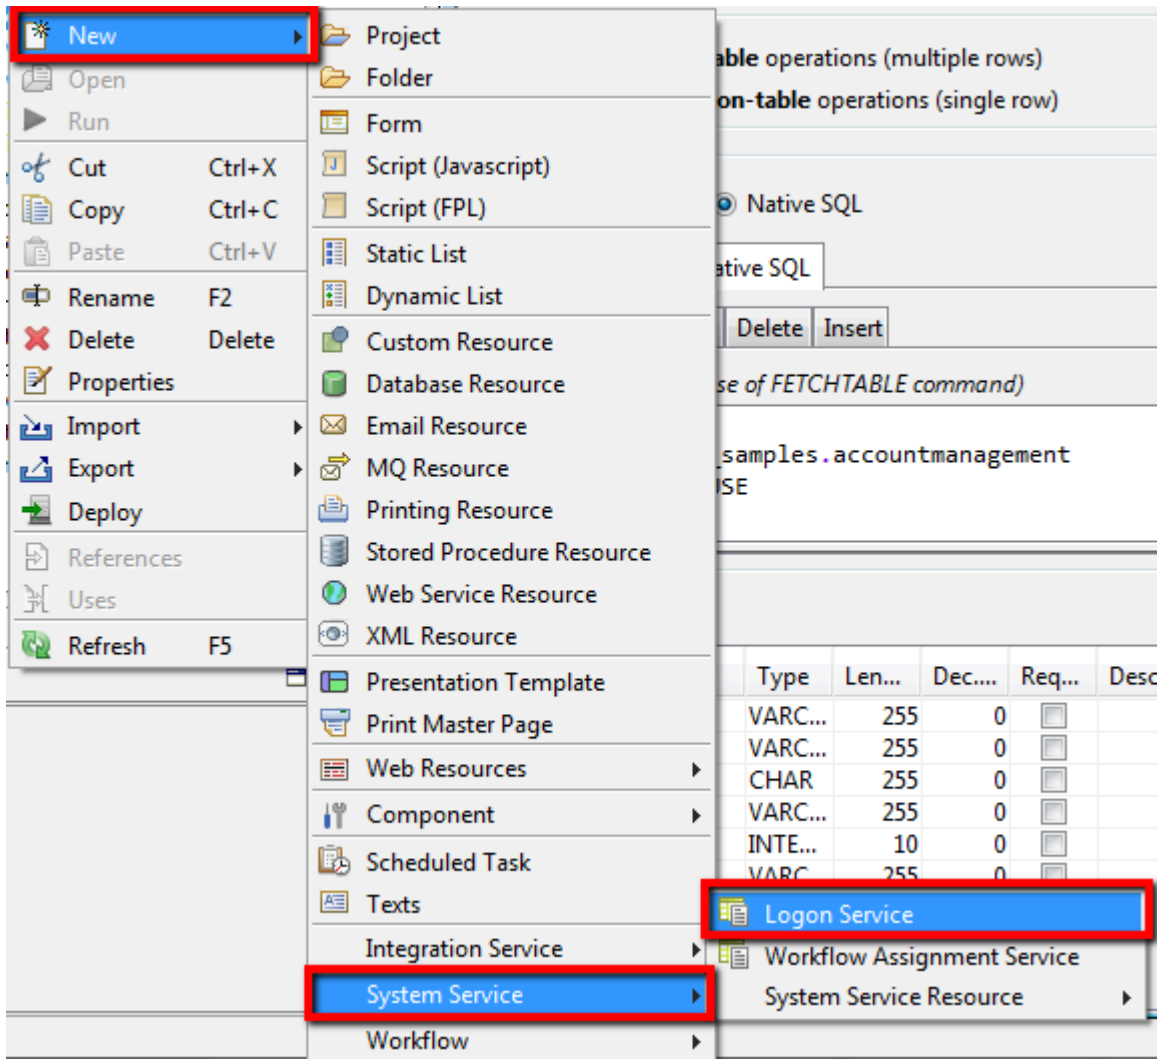 New
Open
Run
Cut Ctrl+X
Copy Ctrl+C
Paste Ctrl+V
Rename F2
Delete Delete
Properties
Import
Export
Deploy
References
Uses
Refresh F5
Project
Folder
Form
Script (Javascript)
Script (FPL)
Static List
Dynamic List
Custom Resource
Database Resource
Email Resource
MQ Resource
Printing Resource
Stored Procedure Resource
Web Service Resource
XML Resource
Presentation Template
Print Master Page
Web Resources
Component
Scheduled Task
Texts
Integration Service
System Service
Workflow
Logon Service
Workflow Assignment Service
System Service Resource
able operations (multiple rows)
on-table operations (single row)
Native SQL
ative SQL
Delete Insert
se of FETCHTABLE command)
_samples.accountmanagement
USE
Type Len... Dec.... Req... Desc
VARC... 255 0
VARC... 255 0
CHAR 255 0
VARC... 255 0
INTE... 10 0
VARC 255 0